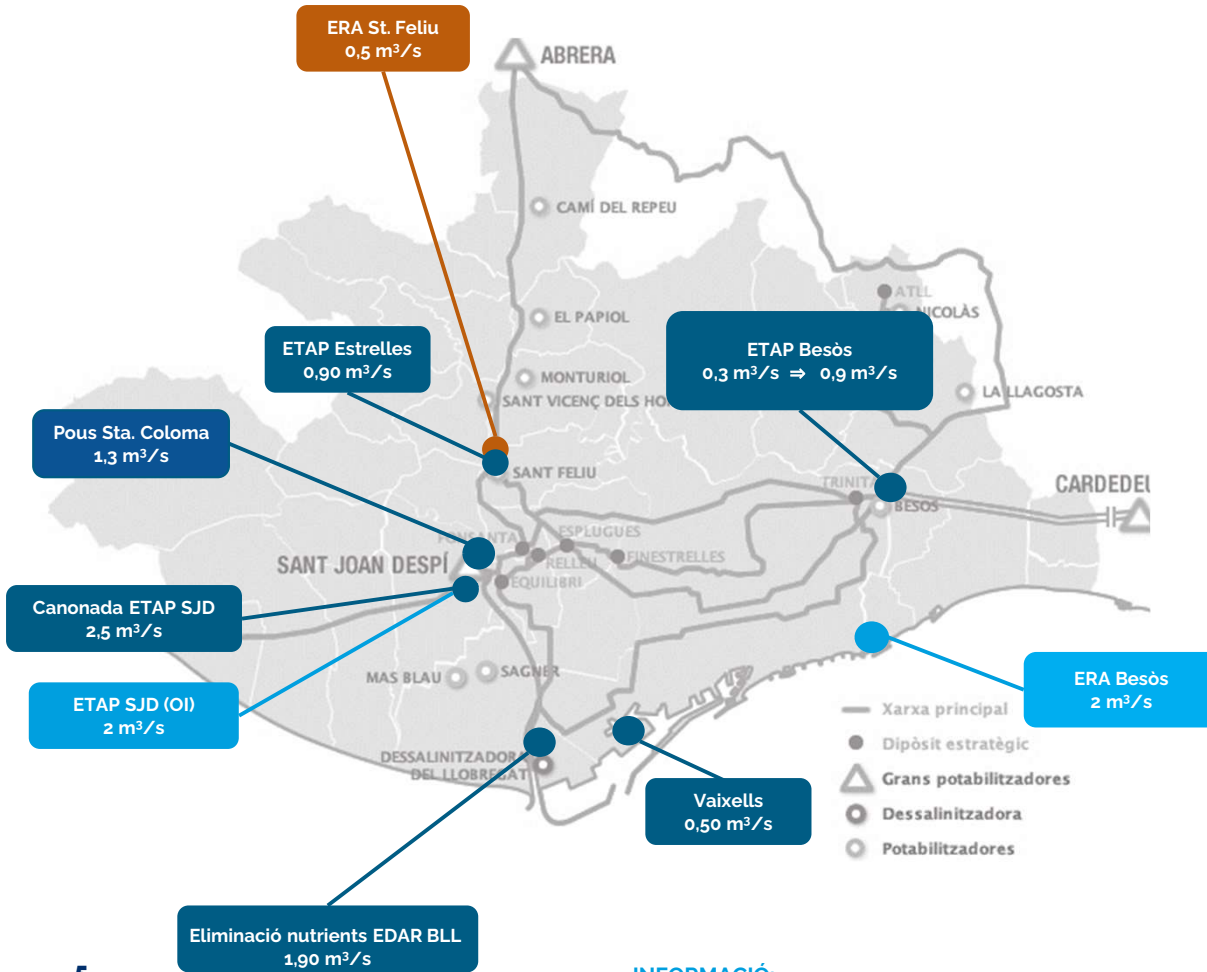 ERA St. Feliu
0,5 m³/s
ABRERA
CAMÍ DEL REPEU
ATLL
NICOLÀS
EL PAPIOL
ETAP Estrelles
0,90 m³/s
ETAP Besòs
0,3 m³/s ⇒ 0,9 m³/s
MONTURIOL
SANT VICENÇ DELS HO
LA LLAGOSTA
Pous Sta. Coloma
1,3 m³/s
SANT FELIU
TRINITA
BESÒS
CARDEDEU
FONSANTA
ESPLUGUES
RELLEU
FINESTRELLES
SANT JOAN DESPÍ
EQUILIBRI
Canonada ETAP SJD
2,5 m³/s
MAS BLAU
SAGNER
ETAP SJD (OI)
2 m³/s
ERA Besòs
2 m³/s
Xarxa principal
Dipòsit estratègic
Grans potabilitzadores
Dessalinitzadora
Potabilitzadores
DESSALINITZADORA
DEL LLOBREGAT
Vaixells
0,50 m³/s
Eliminació nutrients EDAR BLL
1,90 m³/s
INFORMACIÓ: